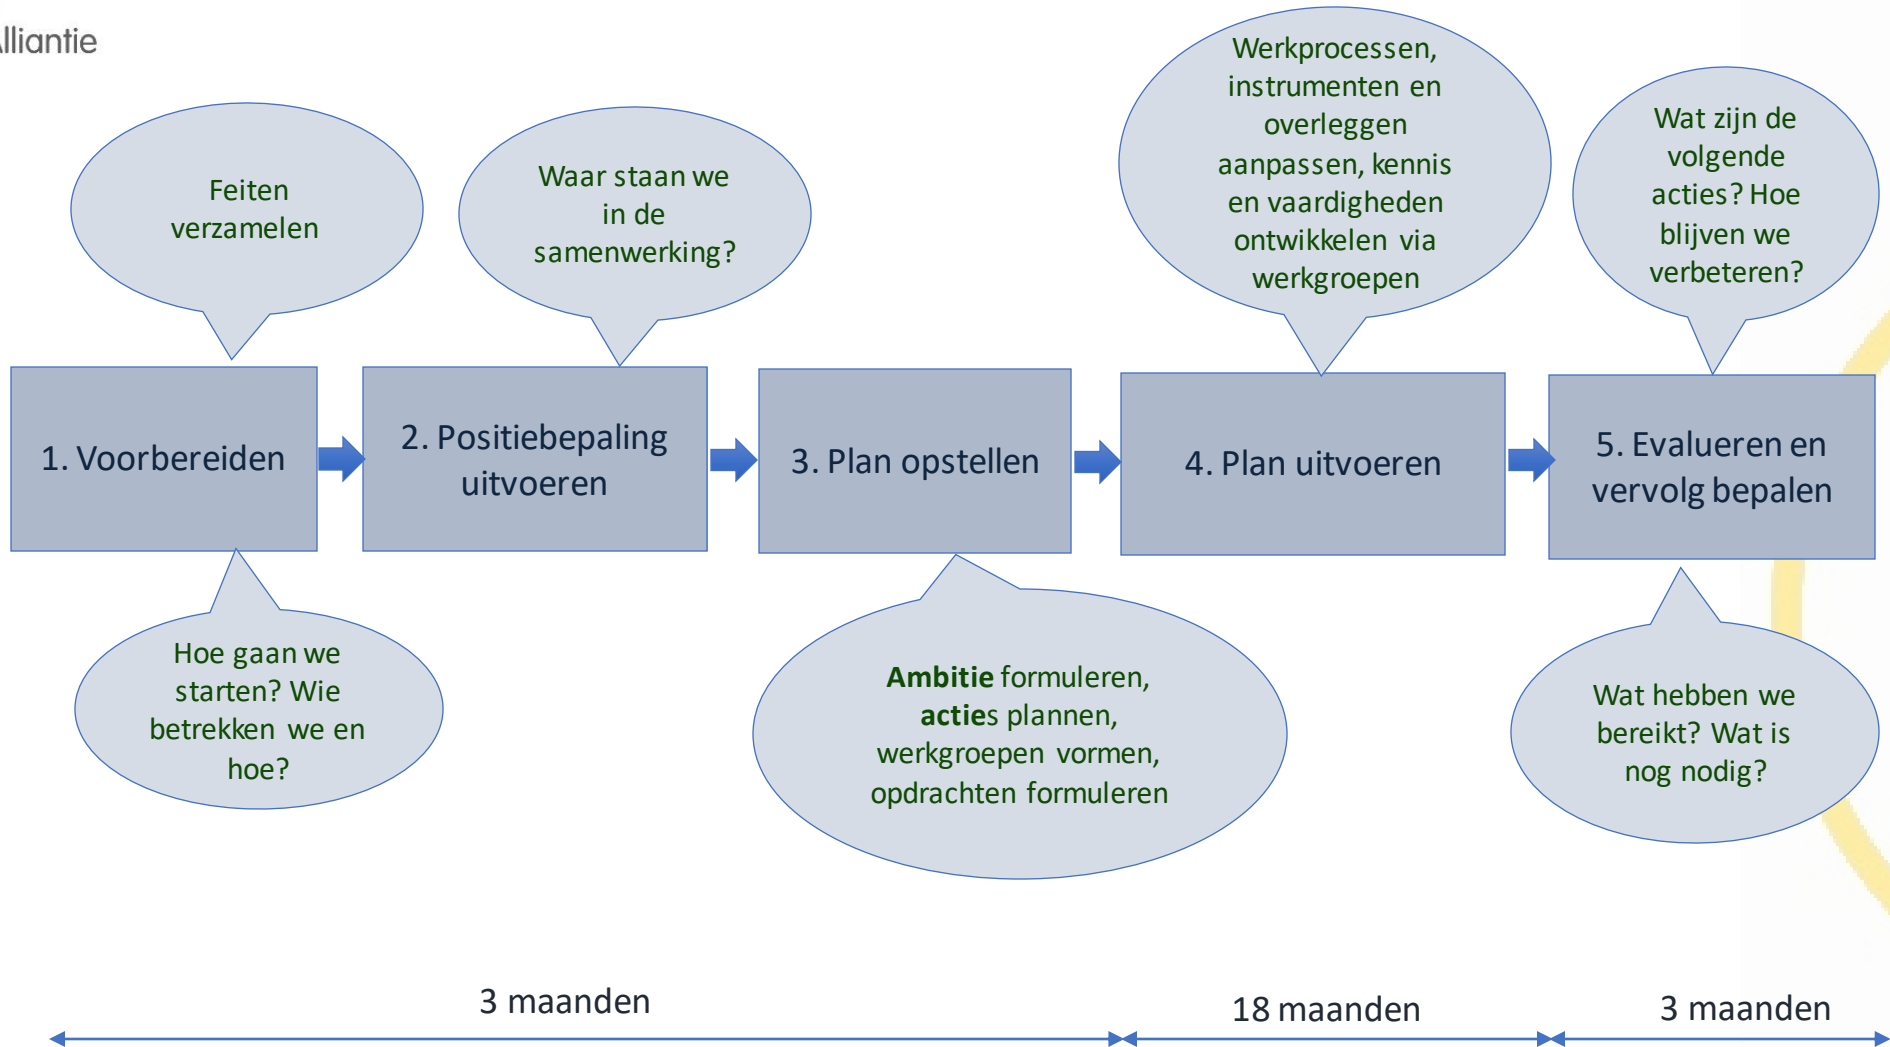 lliantie
Feiten
verzamelen
Waar staan we
in de
samenwerking?
Werkprocessen,
instrumenten en
overleggen
aanpassen, kennis
en vaardigheden
ontwikkelen via
werkgroepen
Wat zijn de
volgende
acties? Hoe
blijven we
verbeteren?
1. Voorbereiden
2. Positiebepaling
uitvoeren
3. Plan opstellen
4. Plan uitvoeren
5. Evalueren en
vervolg bepalen
Hoe gaan we
starten? Wie
betrekken we en
hoe?
Ambitie formuleren,
acties plannen,
werkgroepen vormen,
opdrachten formuleren
Wat hebben we
bereikt? Wat is
nog nodig?
3 maanden
18 maanden
3 maanden